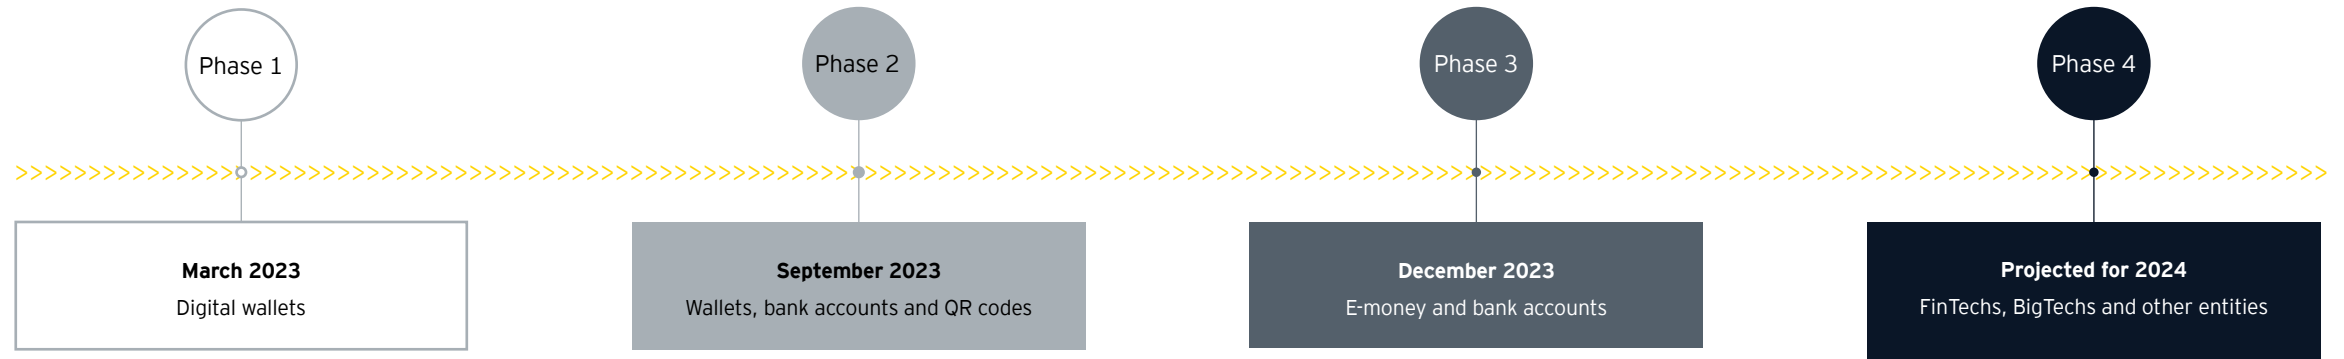 Phase 1
Phase 2
Phase 3
Phase 4
March 2023
Digital wallets
September 2023
Wallets, bank accounts and QR codes
December 2023
E-money and bank accounts
Projected for 2024
FinTechs, BigTechs and other entities